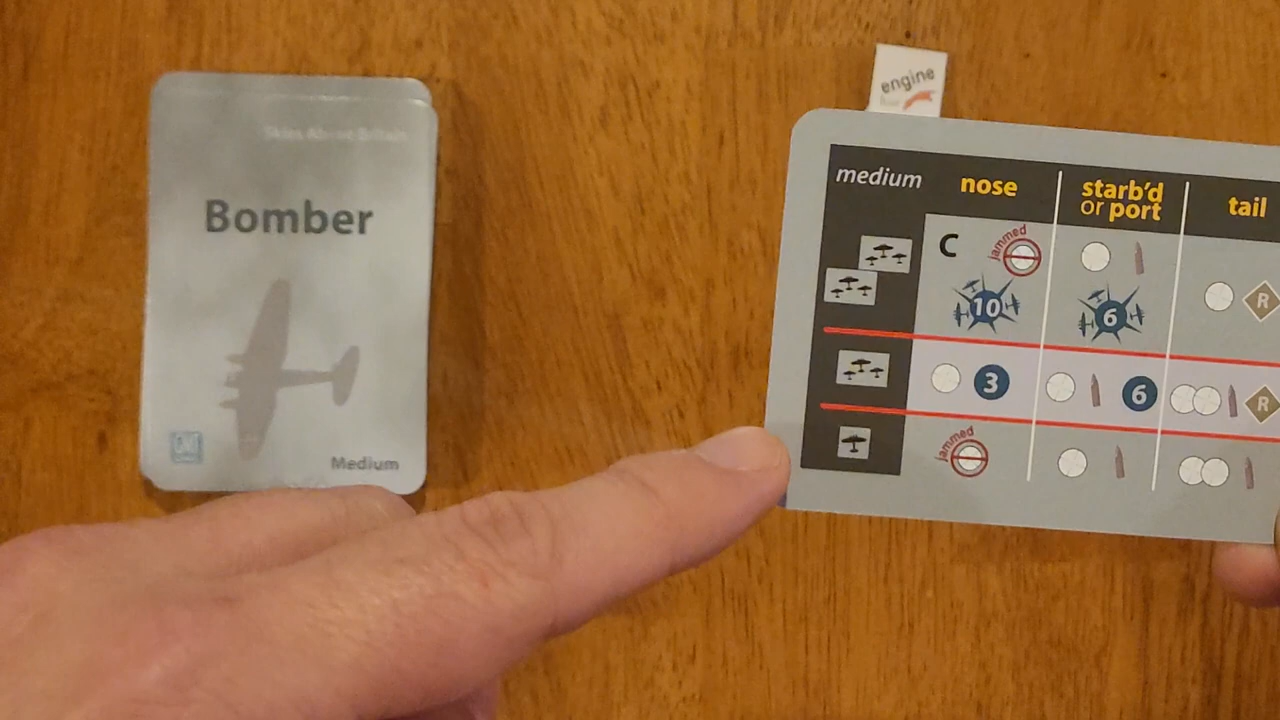 Skies Above Britain
Bomber
Medium
engine
medium
nose
starb'd
or port
tail
C
jammed
10
6
R
3
6
R
jammed